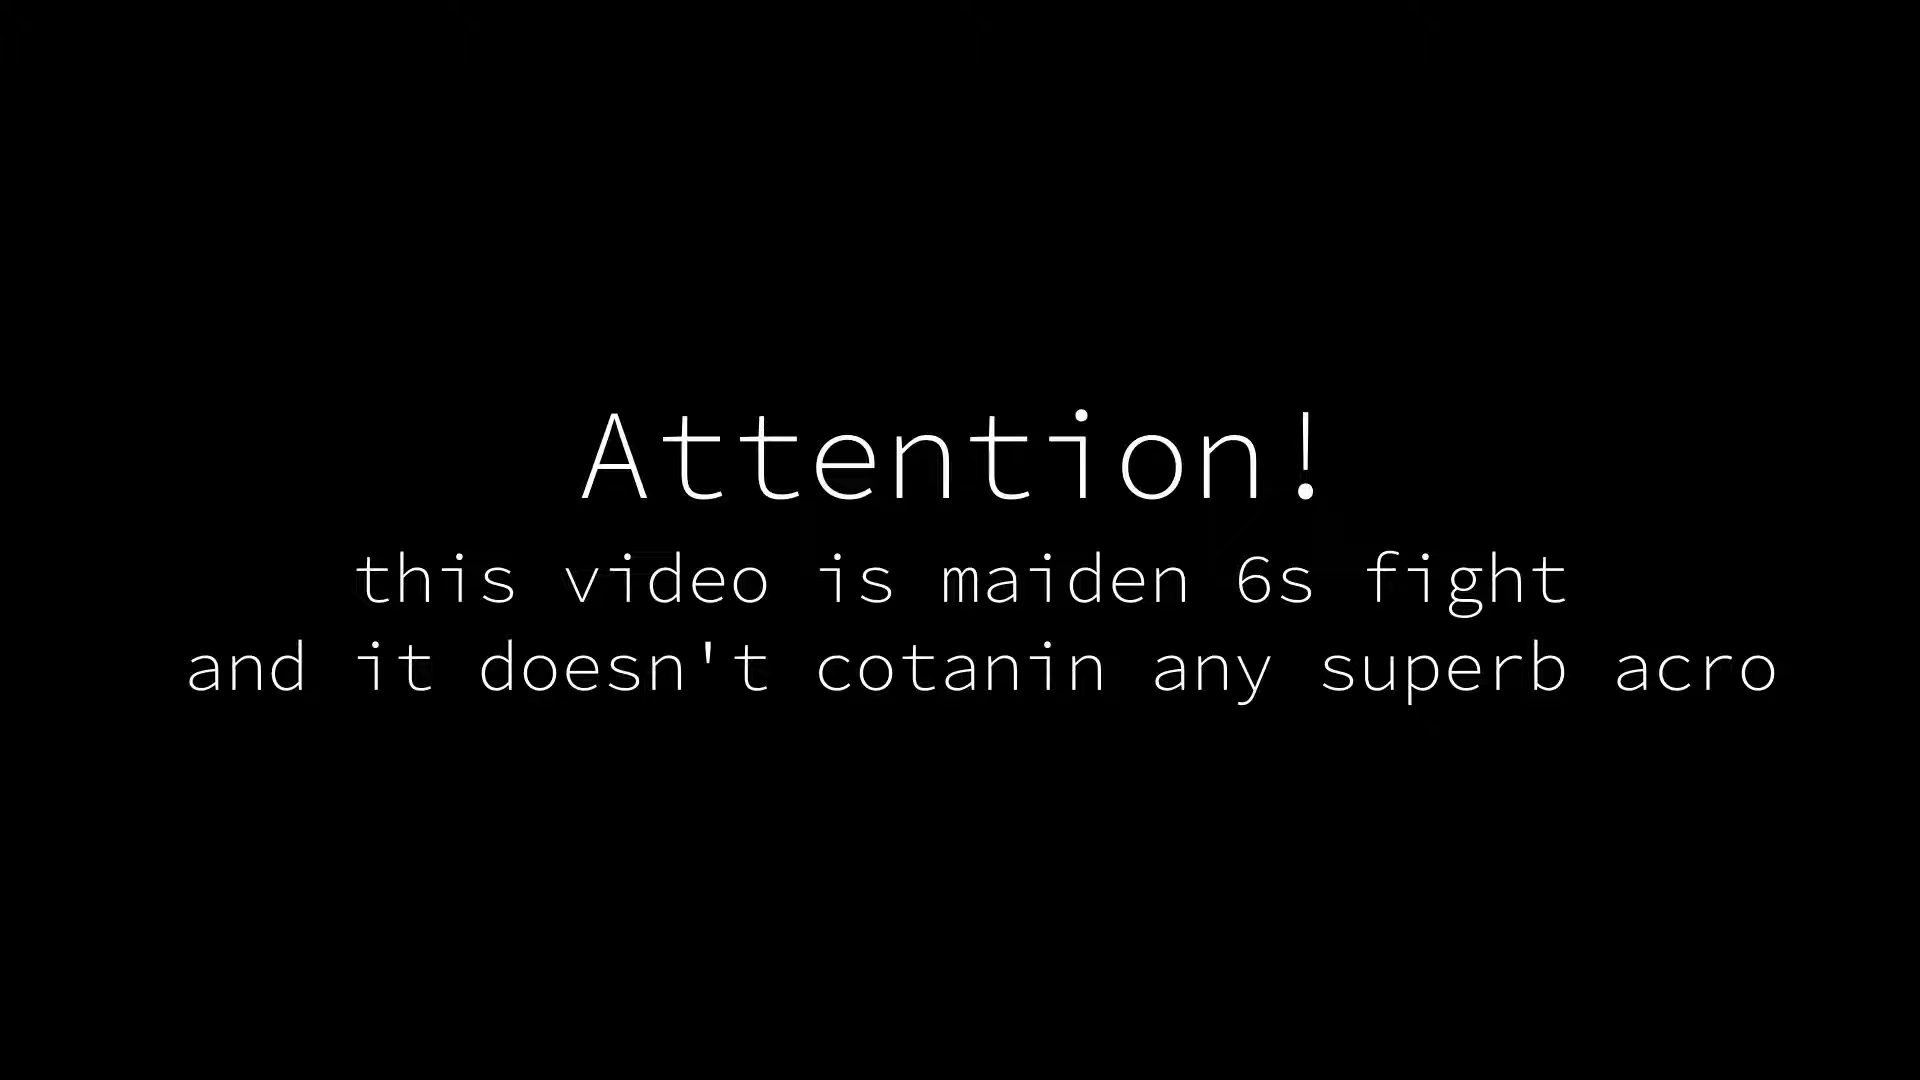 Attention!
this video is maiden 6s fight
and it doesn't cotanin any superb acro